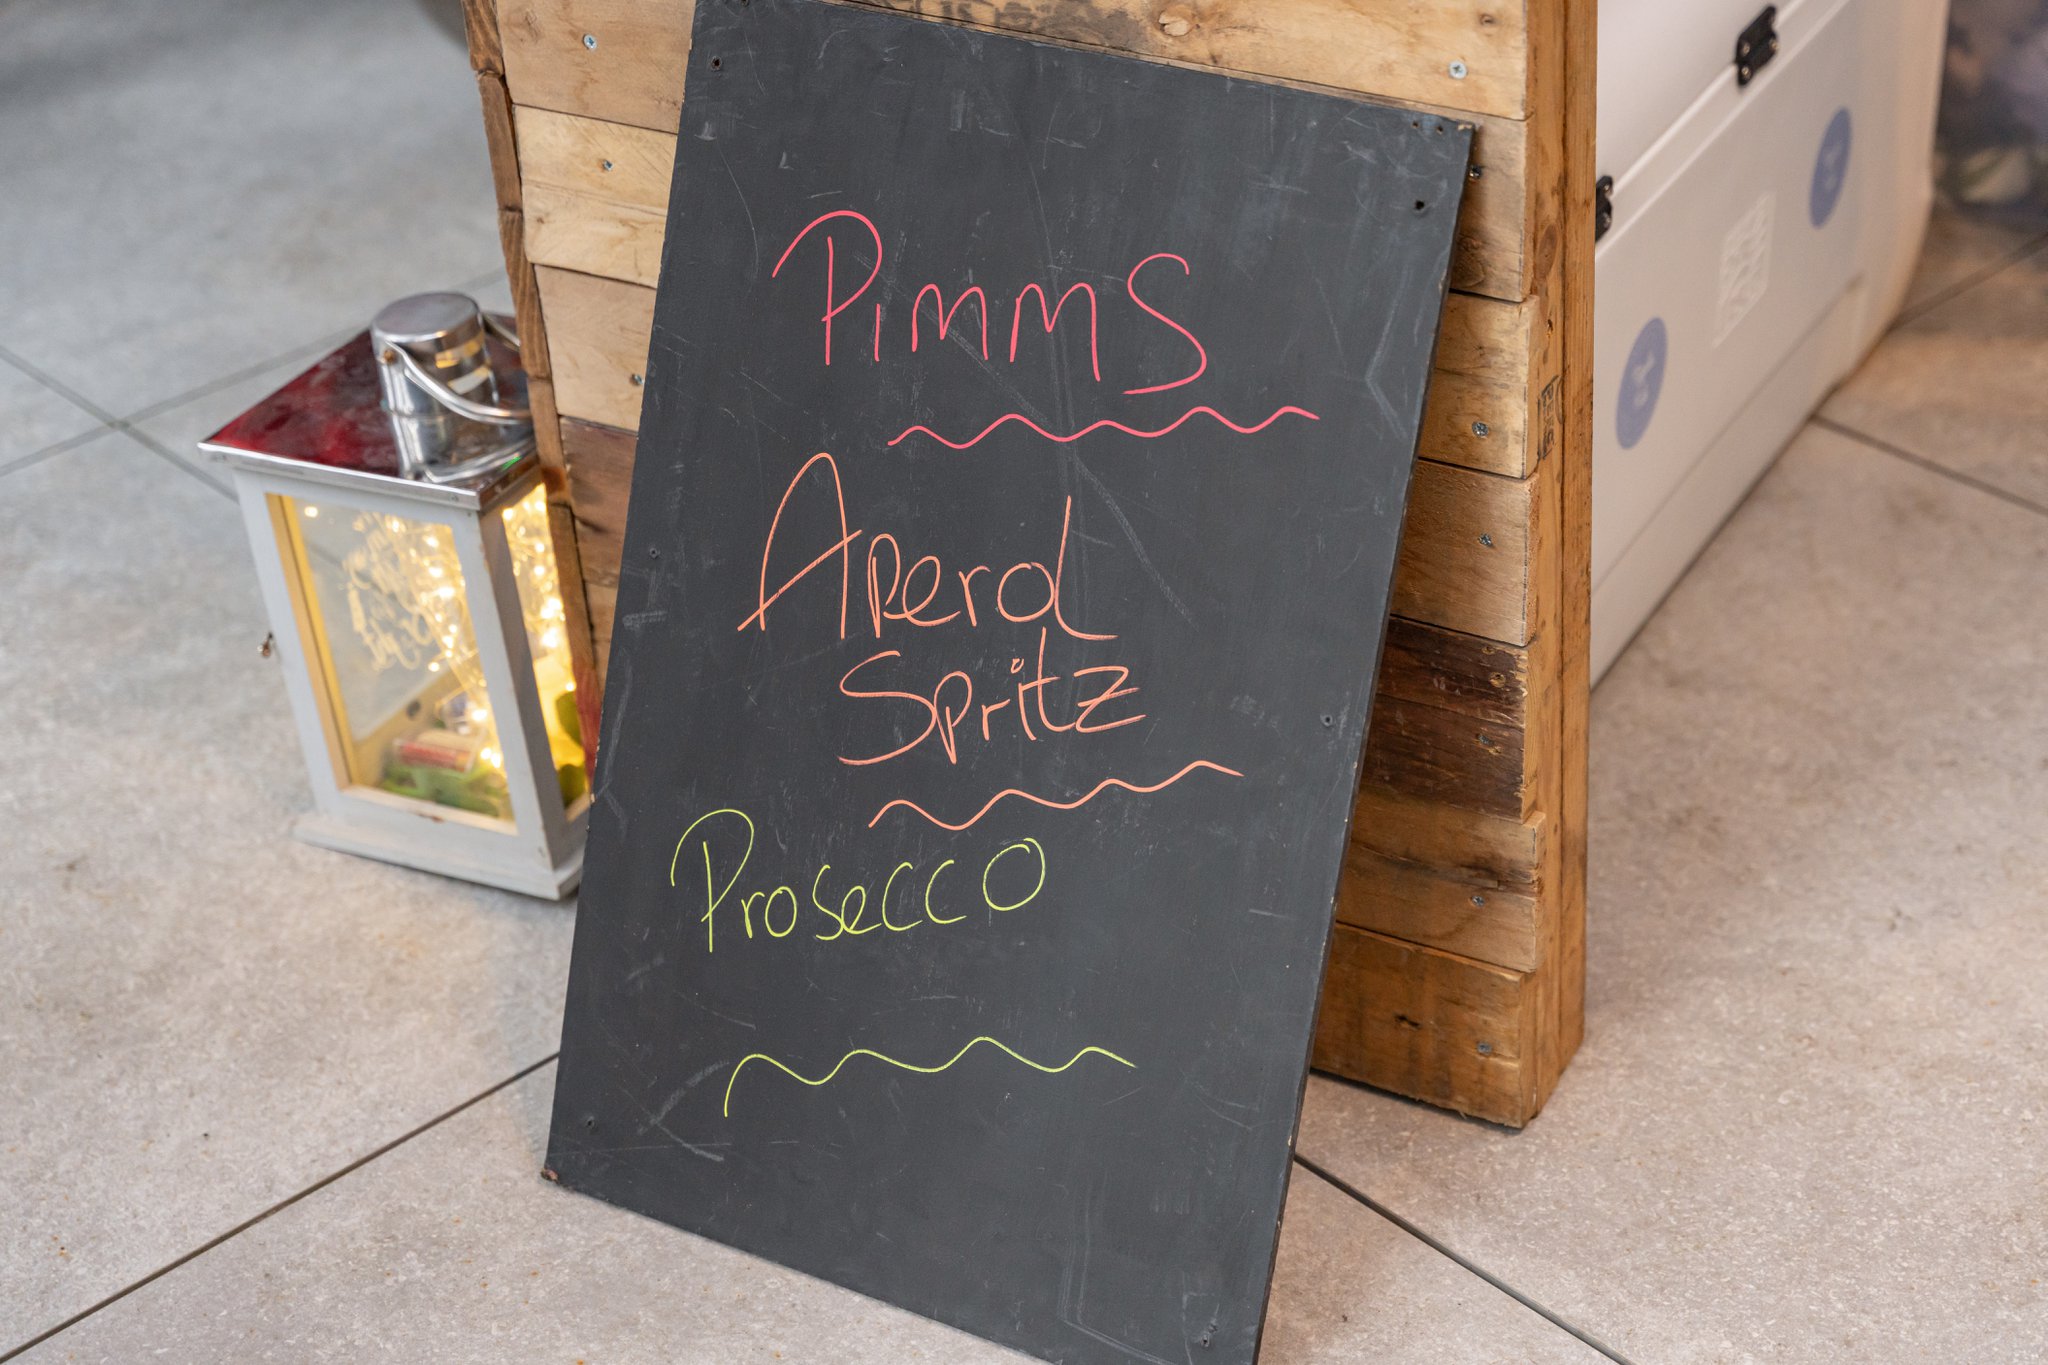 Pimms
Aperol
Spritz
Prosecco